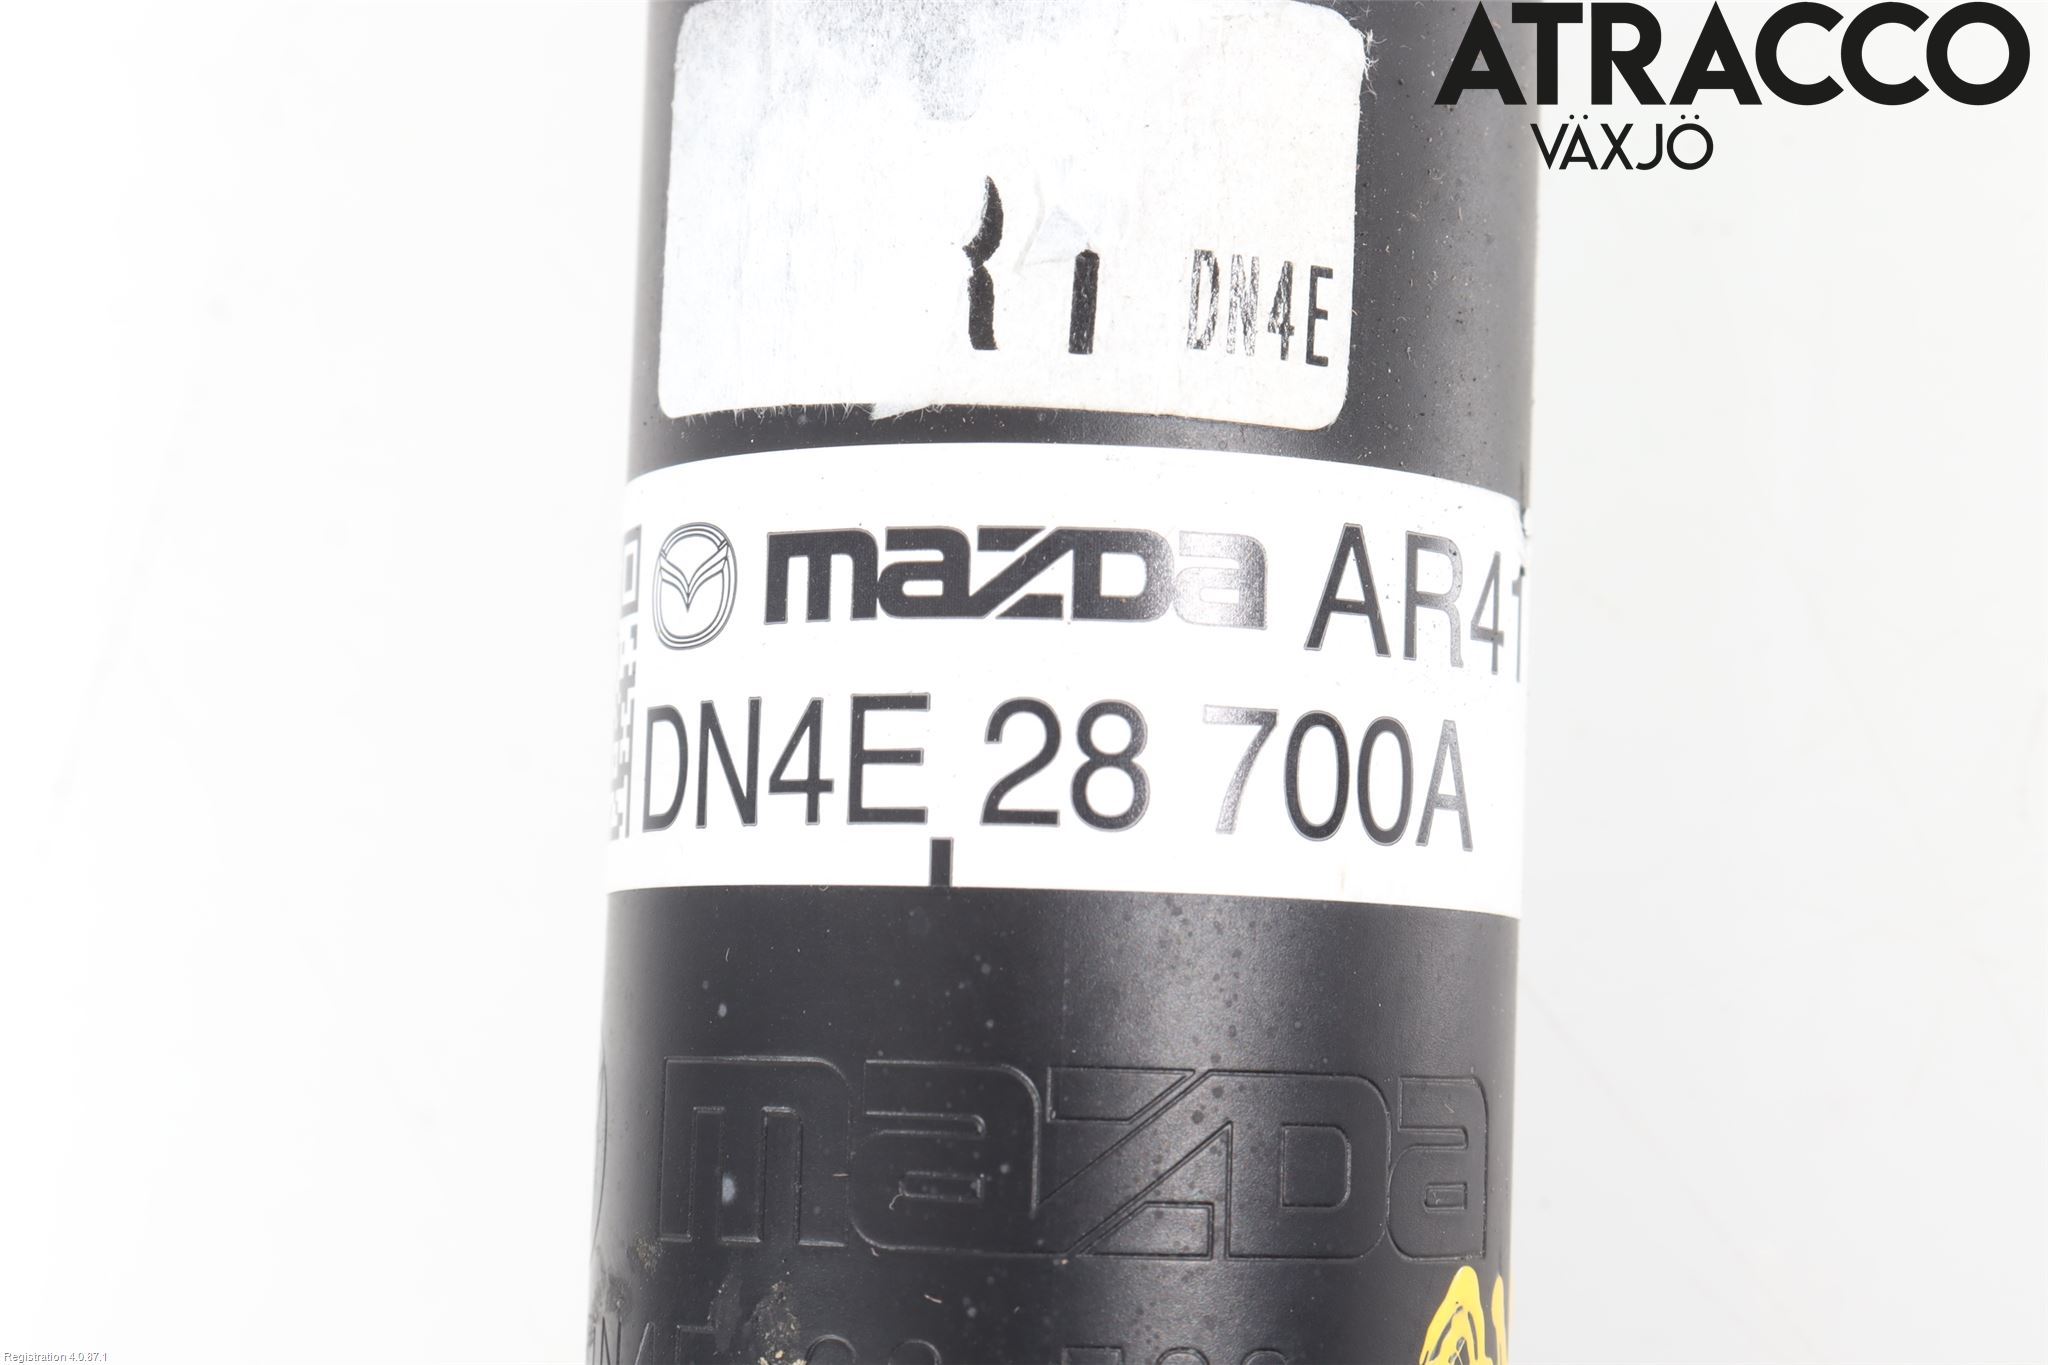 ATRACCO
VÄXJÖ
DN4E
mazda AR41
DN4E 28 700A
mazda
Registration 4.0.87.1